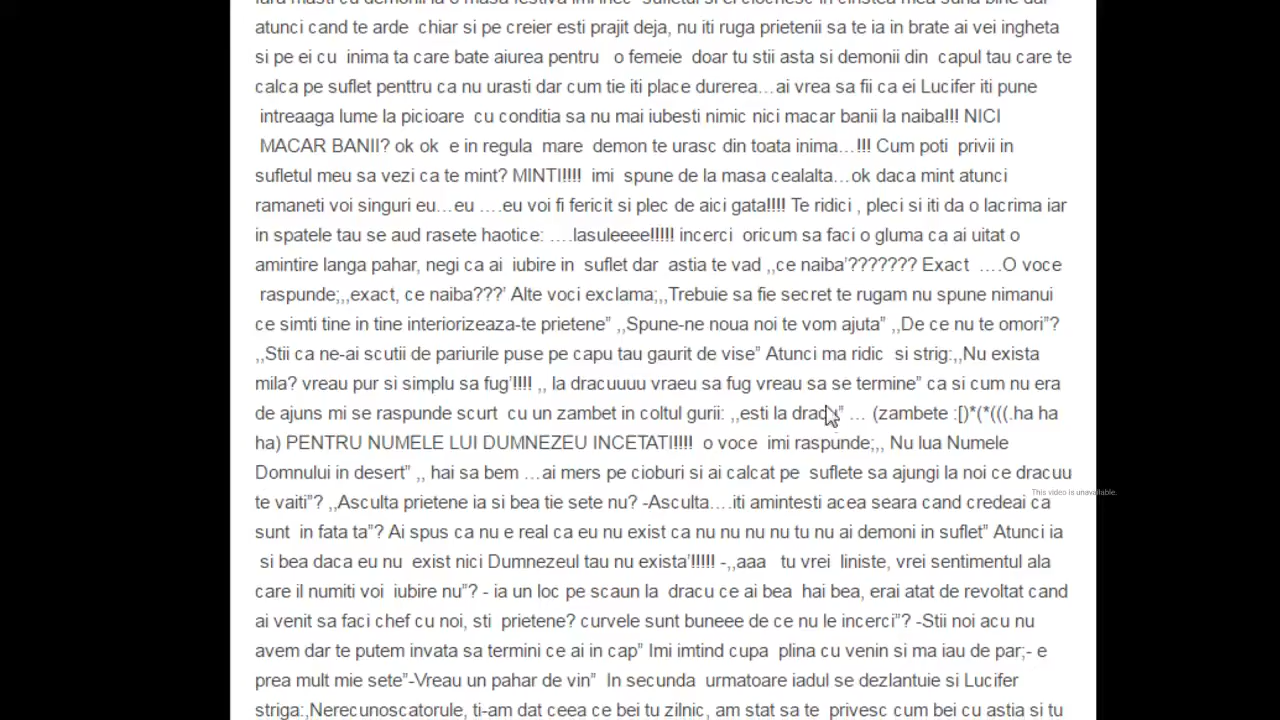 atunci cand te arde  chiar si pe creier esti prajit deja, nu iti ruga prietenii sa te ia in brate ai vei ingheta
si pe ei cu  inima ta care bate aiurea pentru   o femeie  doar tu stii asta si demonii din  capul tau care te
calca pe suflet penttru ca nu urasti dar cum tie iti place durerea…ai vrea sa fii ca ei Lucifer iti pune
intreaaga lume la picioare  cu conditia sa nu mai iubesti nimic nici macar banii la naiba!!! NICI
MACAR BANII? ok ok  e in regula  mare  demon te urasc din toata inima…!!! Cum poti  privii in
sufletul meu sa vezi ca te mint? MINTI!!!!  imi  spune de la masa cealalta…ok daca mint atunci
ramaneti voi singuri eu…eu ….eu voi fi fericit si plec de aici gata!!!! Te ridici , pleci si iti da o lacrima iar
in spatele tau se aud rasete haotice: ….lasuleeee!!!!! incerci  oricum sa faci o gluma ca ai uitat o
amintire langa pahar, negi ca ai  iubire in  suflet dar  astia te vad ,,ce naiba’??????? Exact  ….O voce
raspunde;,,exact, ce naiba???’ Alte voci exclama;,,Trebuie sa fie secret te rugam nu spune nimanui
ce simti tine in tine interiorizeaza-te prietene” ,,Spune-ne noua noi te vom ajuta” ,,De ce nu te omori”?
,,Stii ca ne-ai scutii de pariurile puse pe capu tau gaurit de vise” Atunci ma ridic  si strig:,,Nu exista
mila? vreau pur si simplu sa fug’!!!! ,, la dracuuuu vraeu sa fug vreau sa se termine” ca si cum nu era
de ajuns mi se raspunde scurt  cu un zambet in coltul gurii: ,,esti la dracu” … (zambete :[)*(*(((.ha ha
ha) PENTRU NUMELE LUI DUMNEZEU INCETATI!!!!  o voce  imi raspunde;,, Nu lua Numele
Domnului in desert” ,, hai sa bem …ai mers pe cioburi si ai calcat pe  suflete sa ajungi la noi ce dracuu
te vaiti”? ,,Asculta prietene ia si bea tie sete nu? -Asculta….iti amintesti acea seara cand credeai ca
This video is unavailable.
sunt  in fata ta”? Ai spus ca nu e real ca eu nu exist ca nu nu nu nu tu nu ai demoni in suflet” Atunci ia
si bea daca eu nu  exist nici Dumnezeul tau nu exista’!!!!! -,,aaa   tu vrei  liniste, vrei sentimentul ala
care il numiti voi  iubire nu”? - ia un loc pe scaun la  dracu ce ai bea  hai bea, erai atat de revoltat cand
ai venit sa faci chef cu noi, sti  prietene? curvele sunt buneee de ce nu le incerci”? -Stii noi acu nu
avem dar te putem invata sa termini ce ai in cap” Imi imtind cupa  plina cu venin si ma iau de par;- e
prea mult mie sete”-Vreau un pahar de vin”  In secunda  urmatoare iadul se dezlantuie si Lucifer
striga:,Nerecunoscatorule, ti-am dat ceea ce bei tu zilnic, am stat sa te  privesc cum bei cu astia si tu